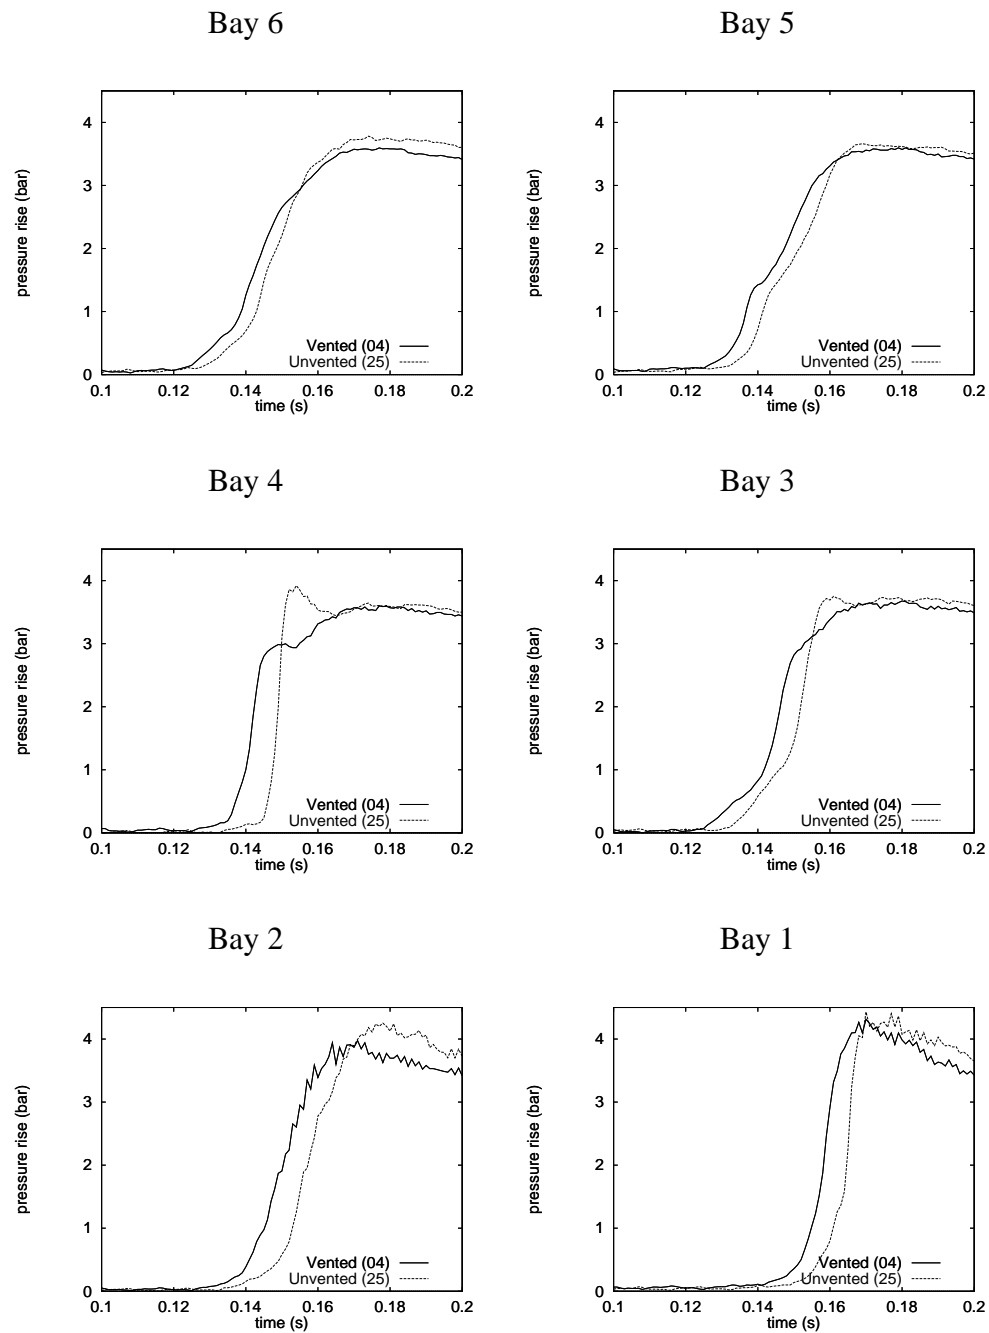 Bay 6
Bay 5
4
3
2
1
0
pressure rise (bar)
Vented (04)
Unvented (25)
0.1 0.12 0.14 0.16 0.18 0.2
time (s)
4
3
2
1
0
pressure rise (bar)
Vented (04)
Unvented (25)
0.1 0.12 0.14 0.16 0.18 0.2
time (s)
Bay 4
Bay 3
4
3
2
1
0
pressure rise (bar)
Vented (04)
Unvented (25)
0.1 0.12 0.14 0.16 0.18 0.2
time (s)
4
3
2
1
0
pressure rise (bar)
Vented (04)
Unvented (25)
0.1 0.12 0.14 0.16 0.18 0.2
time (s)
Bay 2
Bay 1
4
3
2
1
0
pressure rise (bar)
Vented (04)
Unvented (25)
0.1 0.12 0.14 0.16 0.18 0.2
time (s)
4
3
2
1
0
pressure rise (bar)
Vented (04)
Unvented (25)
0.1 0.12 0.14 0.16 0.18 0.2
time (s)